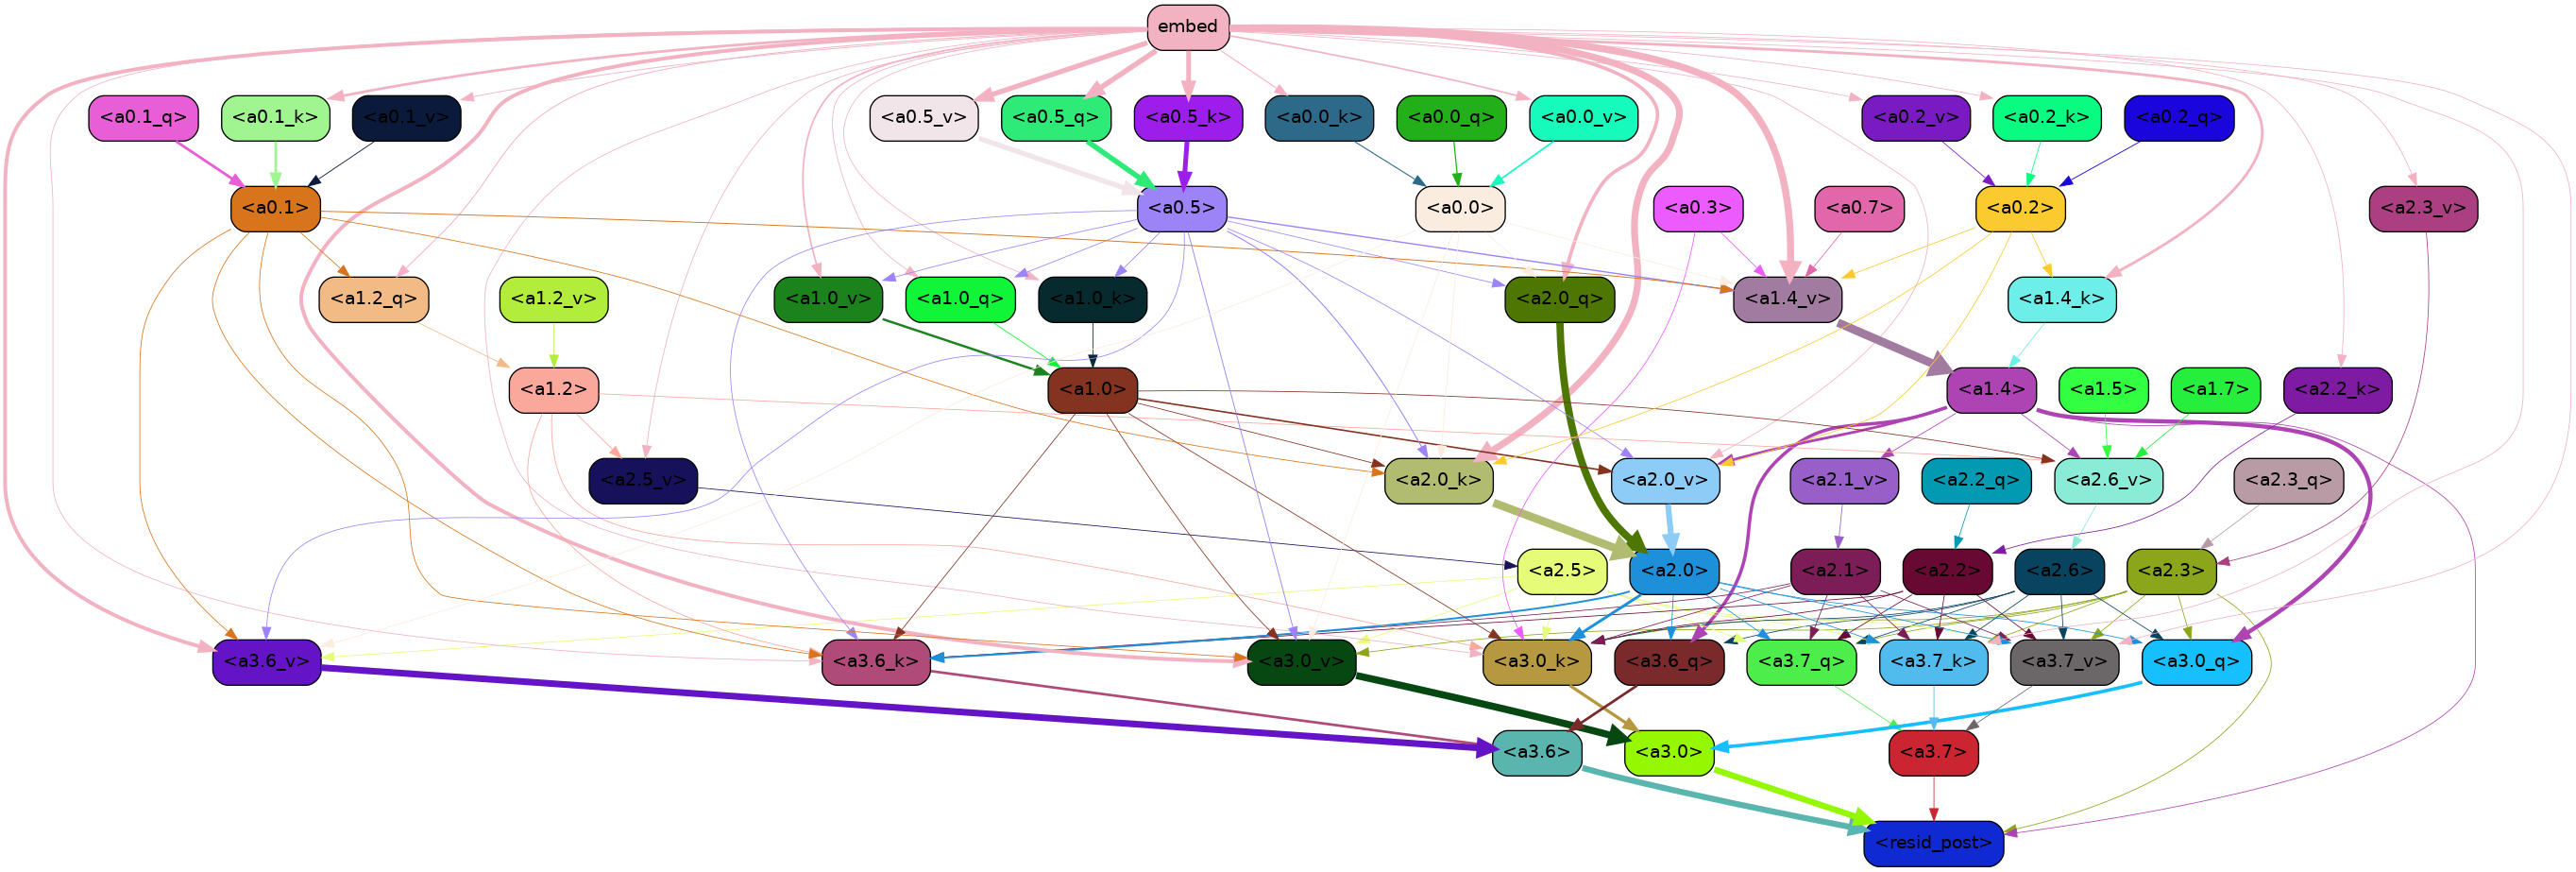 embed
<a0.1_q> <a0.1_k> <a0.1_v> <a0.5_v> <a0.5_q> <a0.5_k> <a0.0_k> <a0.0_q> <a0.0_v> <a0.2_v> <a0.2_k> <a0.2_q>
<a0.1> <a0.5> <a0.0> <a0.3> <a0.7> <a0.2> <a2.3_v>
<a1.2_q> <a1.2_v> <a1.0_v> <a1.0_q> <a1.0_k> <a2.0_q> <a1.4_v> <a1.4_k>
<a1.2> <a1.0> <a1.4> <a1.5> <a1.7> <a2.2_k>
<a2.5_v> <a2.0_k> <a2.0_v> <a2.1_v> <a2.2_q> <a2.6_v> <a2.3_q>
<a2.5> <a2.0> <a2.1> <a2.2> <a2.6> <a2.3>
<a3.6_v> <a3.6_k> <a3.0_v> <a3.0_k> <a3.6_q> <a3.7_q> <a3.7_k> <a3.7_v> <a3.0_q>
<a3.6> <a3.0> <a3.7>
<resid_post>